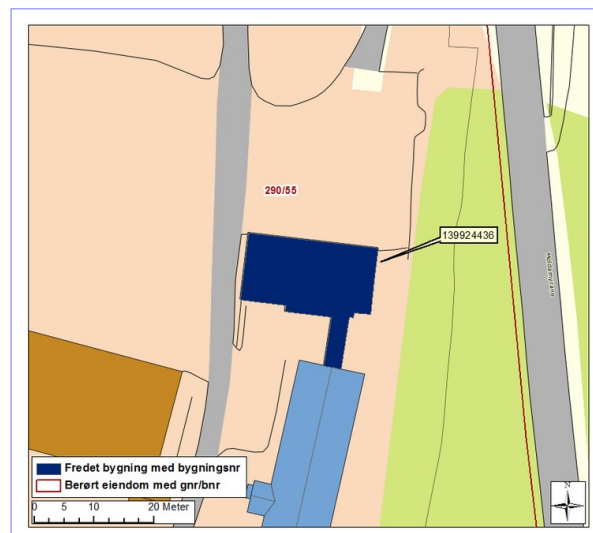 290/55
139924436
Fredet bygning med bygningsnr
Berørt eiendom med gnr/bnr
0 5 10 20 Meter
N